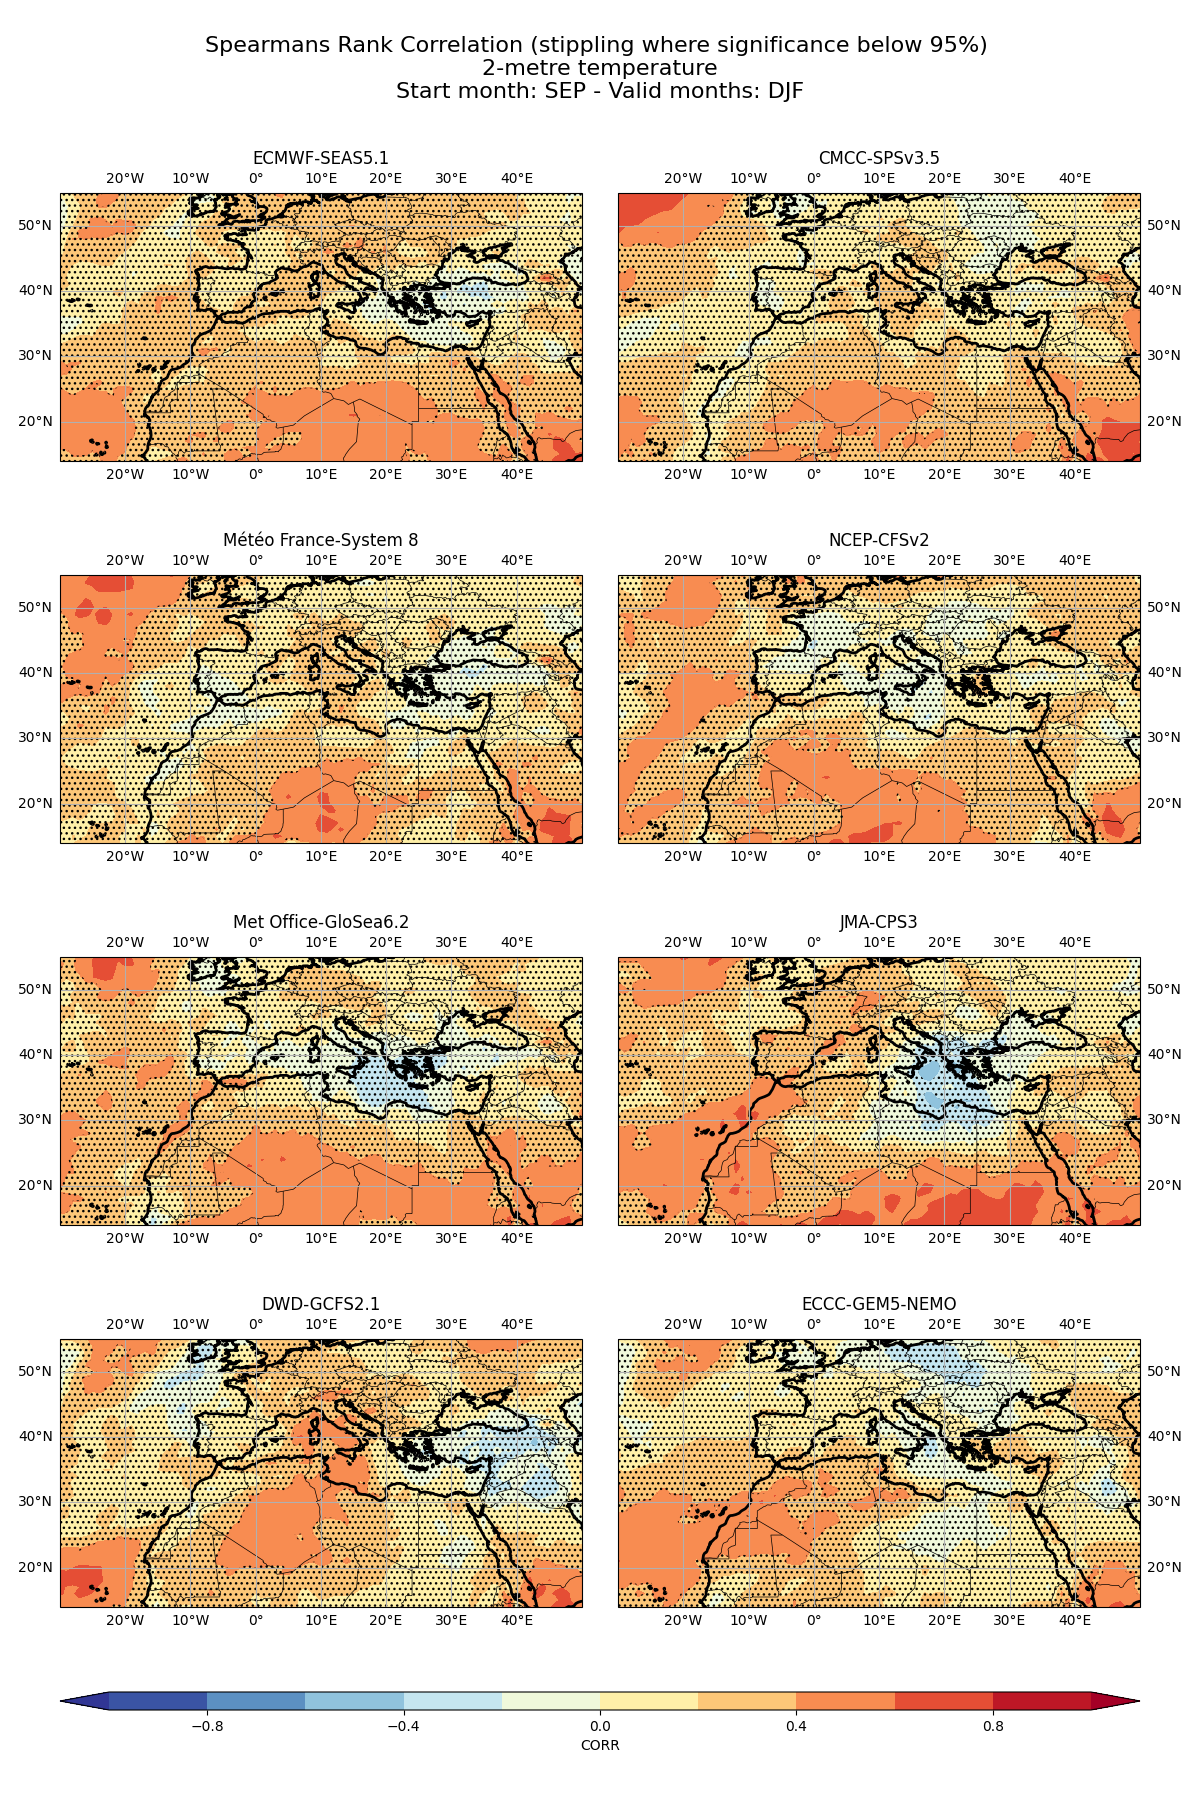 Spearmans Rank Correlation (stippling where significance below 95%)
2-metre temperature
Start month: SEP - Valid months: DJF
ECMWF-SEAS5.1
20°W 10°W 0° 10°E 20°E 30°E 40°E
50°N
40°N
30°N
20°N
20°W 10°W 0° 10°E 20°E 30°E 40°E
CMCC-SPSv3.5
20°W 10°W 0° 10°E 20°E 30°E 40°E
50°N
40°N
30°N
20°N
20°W 10°W 0° 10°E 20°E 30°E 40°E
Météo France-System 8
20°W 10°W 0° 10°E 20°E 30°E 40°E
50°N
40°N
30°N
20°N
20°W 10°W 0° 10°E 20°E 30°E 40°E
NCEP-CFSv2
20°W 10°W 0° 10°E 20°E 30°E 40°E
50°N
40°N
30°N
20°N
20°W 10°W 0° 10°E 20°E 30°E 40°E
Met Office-GloSea6.2
20°W 10°W 0° 10°E 20°E 30°E 40°E
50°N
40°N
30°N
20°N
20°W 10°W 0° 10°E 20°E 30°E 40°E
JMA-CPS3
20°W 10°W 0° 10°E 20°E 30°E 40°E
50°N
40°N
30°N
20°N
20°W 10°W 0° 10°E 20°E 30°E 40°E
DWD-GCFS2.1
20°W 10°W 0° 10°E 20°E 30°E 40°E
50°N
40°N
30°N
20°N
20°W 10°W 0° 10°E 20°E 30°E 40°E
ECCC-GEM5-NEMO
20°W 10°W 0° 10°E 20°E 30°E 40°E
50°N
40°N
30°N
20°N
20°W 10°W 0° 10°E 20°E 30°E 40°E
−0.8 −0.4 0.0 0.4 0.8
CORR